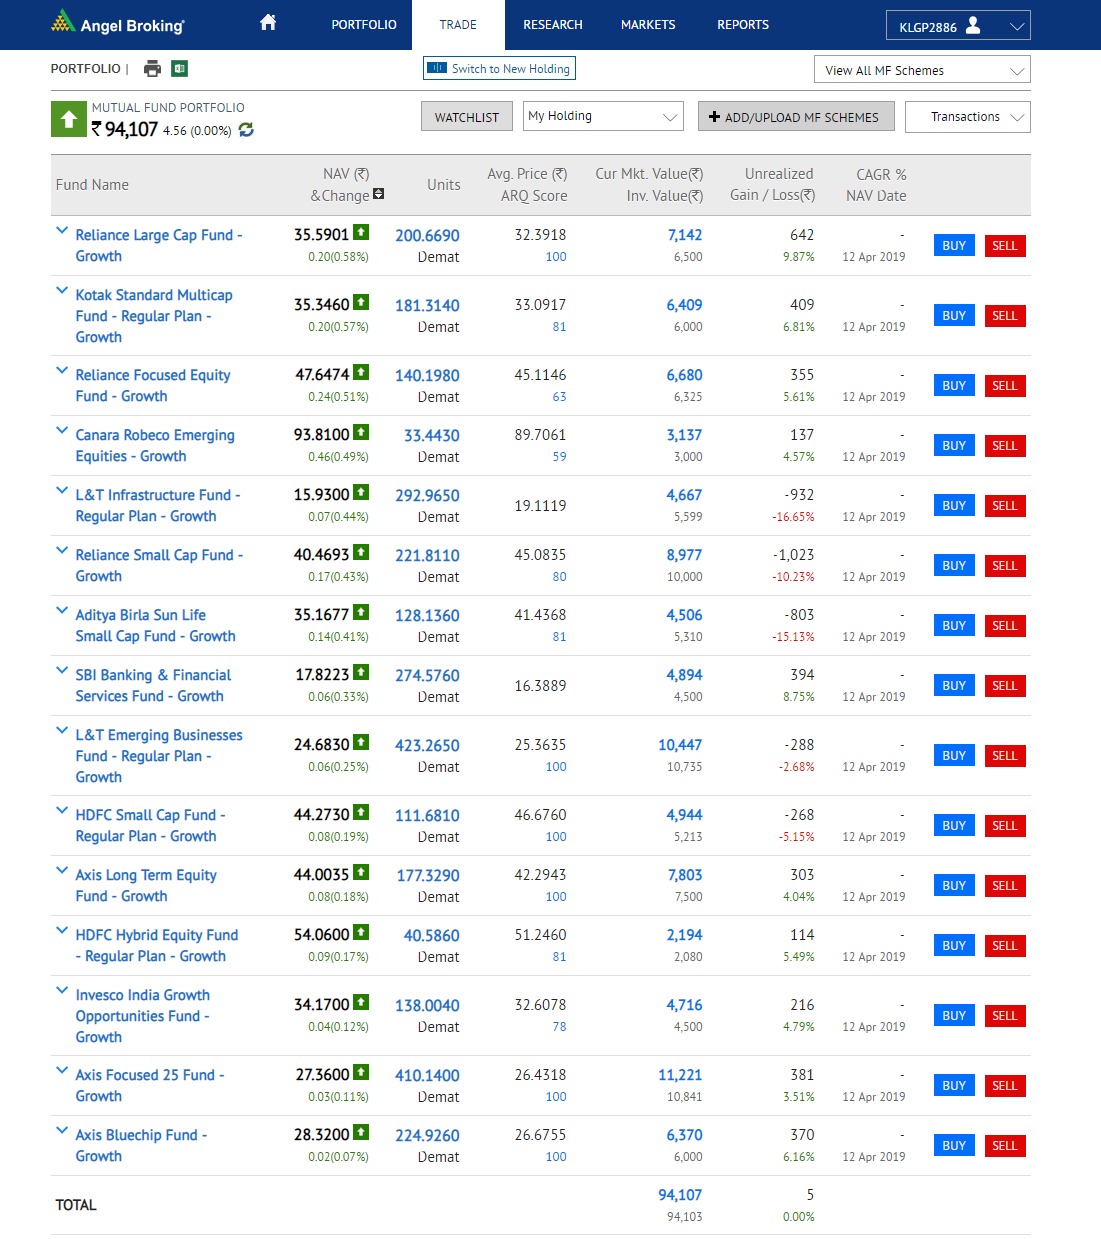 Angel Broking
PORTFOLIO TRADE RESEARCH MARKETS REPORTS KLGP2886
PORTFOLIO | Switch to New Holding View All MF Schemes
MUTUAL FUND PORTFOLIO
₹ 94,107 4.56 (0.00%) WATCHLIST My Holding + ADD/UPLOAD MF SCHEMES Transactions
Fund Name NAV (₹) &Change Units Avg. Price (₹) ARQ Score Cur Mkt. Value(₹) Inv. Value(₹) Unrealized Gain / Loss(₹) CAGR % NAV Date
Reliance Large Cap Fund - 35.5901 200.6690 32.3918 7,142 642 - BUY SELL
Growth 0.20(0.58%) Demat 100 6,500 9.87% 12 Apr 2019
Kotak Standard Multicap
Fund - Regular Plan - 35.3460 181.3140 33.0917 6,409 409 - BUY SELL
Growth 0.20(0.57%) Demat 81 6,000 6.81% 12 Apr 2019
Reliance Focused Equity 47.6474 140.1980 45.1146 6,680 355 - BUY SELL
Fund - Growth 0.24(0.51%) Demat 63 6,325 5.61% 12 Apr 2019
Canara Robeco Emerging 93.8100 33.4430 89.7061 3,137 137 - BUY SELL
Equities - Growth 0.46(0.49%) Demat 59 3,000 4.57% 12 Apr 2019
L&T Infrastructure Fund - 15.9300 292.9650 19.1119 4,667 -932 - BUY SELL
Regular Plan - Growth 0.07(0.44%) Demat 5,599 -16.65% 12 Apr 2019
Reliance Small Cap Fund - 40.4693 221.8110 45.0835 8,977 -1,023 - BUY SELL
Growth 0.17(0.43%) Demat 80 10,000 -10.23% 12 Apr 2019
Aditya Birla Sun Life 35.1677 128.1360 41.4368 4,506 -803 - BUY SELL
Small Cap Fund - Growth 0.14(0.41%) Demat 81 5,310 -15.13% 12 Apr 2019
SBI Banking & Financial 17.8223 274.5760 16.3889 4,894 394 - BUY SELL
Services Fund - Growth 0.06(0.33%) Demat 4,500 8.75% 12 Apr 2019
L&T Emerging Businesses
Fund - Regular Plan - 24.6830 423.2650 25.3635 10,447 -288 - BUY SELL
Growth 0.06(0.25%) Demat 100 10,735 -2.68% 12 Apr 2019
HDFC Small Cap Fund - 44.2730 111.6810 46.6760 4,944 -268 - BUY SELL
Regular Plan - Growth 0.08(0.19%) Demat 100 5,213 -5.15% 12 Apr 2019
Axis Long Term Equity 44.0035 177.3290 42.2943 7,803 303 - BUY SELL
Fund - Growth 0.08(0.18%) Demat 100 7,500 4.04% 12 Apr 2019
HDFC Hybrid Equity Fund 54.0600 40.5860 51.2460 2,194 114 - BUY SELL
- Regular Plan - Growth 0.09(0.17%) Demat 81 2,080 5.49% 12 Apr 2019
Invesco India Growth
Opportunities Fund - 34.1700 138.0040 32.6078 4,716 216 - BUY SELL
Growth 0.04(0.12%) Demat 78 4,500 4.79% 12 Apr 2019
Axis Focused 25 Fund - 27.3600 410.1400 26.4318 11,221 381 - BUY SELL
Growth 0.03(0.11%) Demat 100 10,841 3.51% 12 Apr 2019
Axis Bluechip Fund - 28.3200 224.9260 26.6755 6,370 370 - BUY SELL
Growth 0.02(0.07%) Demat 100 6,000 6.16% 12 Apr 2019
TOTAL 94,107 5
94,103 0.00%